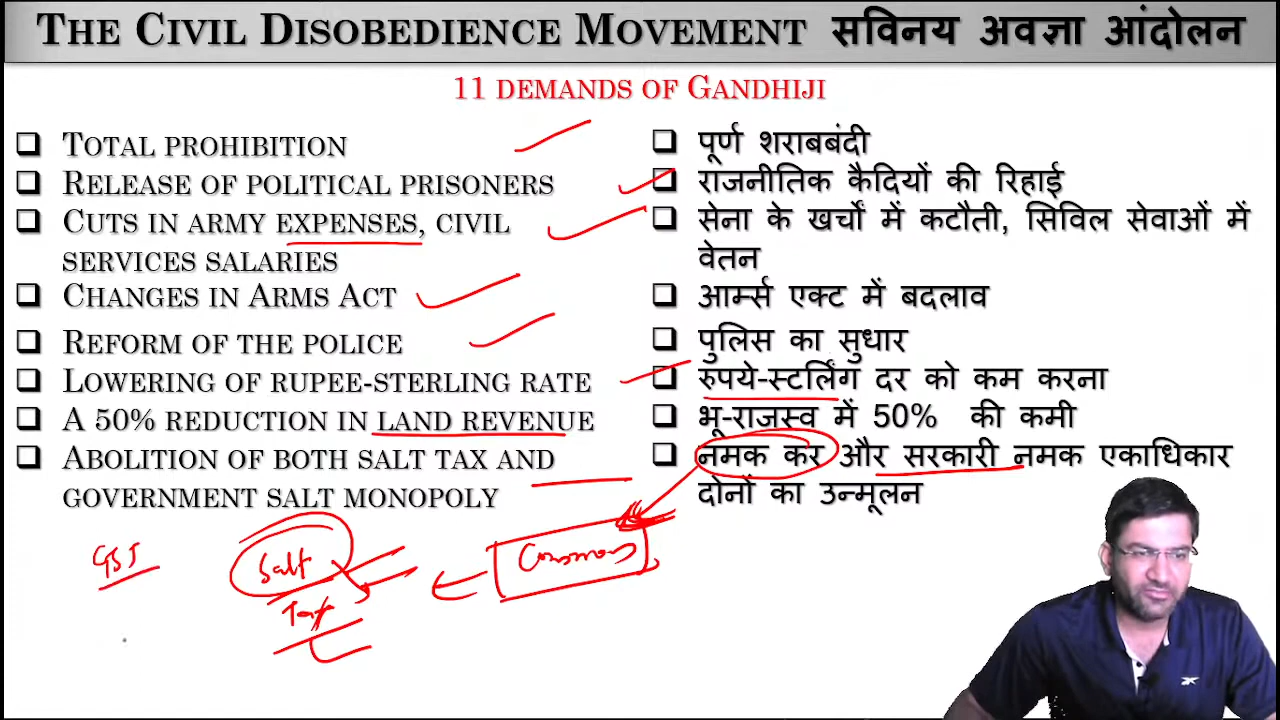 THE CIVIL DISOBEDIENCE MOVEMENT सविनय अवज्ञा आंदोलन
11 DEMANDS OF GANDHIJI
TOTAL PROHIBITION
RELEASE OF POLITICAL PRISONERS
CUTS IN ARMY EXPENSES, CIVIL
SERVICES SALARIES
CHANGES IN ARMS ACT
REFORM OF THE POLICE
LOWERING OF RUPEE-STERLING RATE
A 50% REDUCTION IN LAND REVENUE
ABOLITION OF BOTH SALT TAX AND
GOVERNMENT SALT MONOPOLY
पूर्ण शराबबंदी
राजनीतिक कैदियों की रिहाई
सेना के खर्चों में कटौती, सिविल सेवाओं में
वेतन
आर्म्स एक्ट में बदलाव
पुलिस का सुधार
रुपये-स्टर्लिंग दर को कम करना
भू-राजस्व में 50% की कमी
नमक कर और सरकारी नमक एकाधिकार
दोनों का उन्मूलन
GST
Salt
Tax
Common